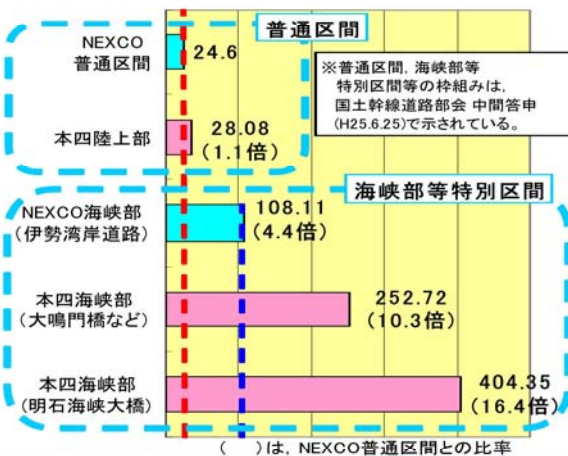 普通区間
NEXCO
普通区間
24.6
※普通区間, 海峡部等
特別区間等の枠組みは,
国土幹線道路部会 中間答申
(H25.6.25)で示されている。
本四陸上部
28.08
(1.1倍)
海峡部等特別区間
NEXCO海峡部
(伊勢湾岸道路)
108.11
(4.4倍)
本四海峡部
(大鳴門橋など)
252.72
(10.3倍)
本四海峡部
(明石海峡大橋)
404.35
(16.4倍)
(　)は, NEXCO普通区間との比率